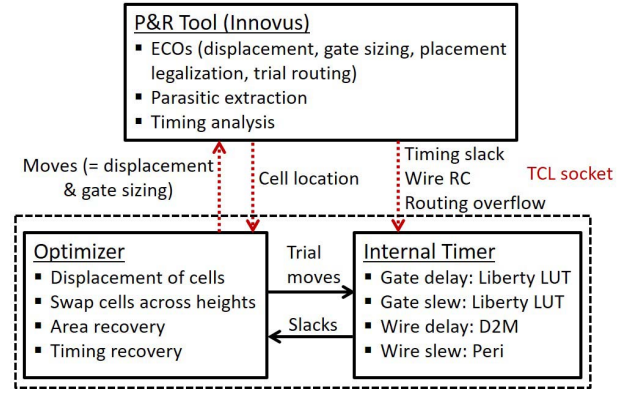 P&R Tool (Innovus)
▪ ECOs (displacement, gate sizing, placement
legalization, trial routing)
▪ Parasitic extraction
▪ Timing analysis
Moves (= displacement
& gate sizing)
Cell location
Timing slack
Wire RC
Routing overflow
TCL socket
Optimizer
▪ Displacement of cells
▪ Swap cells across heights
▪ Area recovery
▪ Timing recovery
Trial
moves
Slacks
Internal Timer
▪ Gate delay: Liberty LUT
▪ Gate slew: Liberty LUT
▪ Wire delay: D2M
▪ Wire slew: Peri